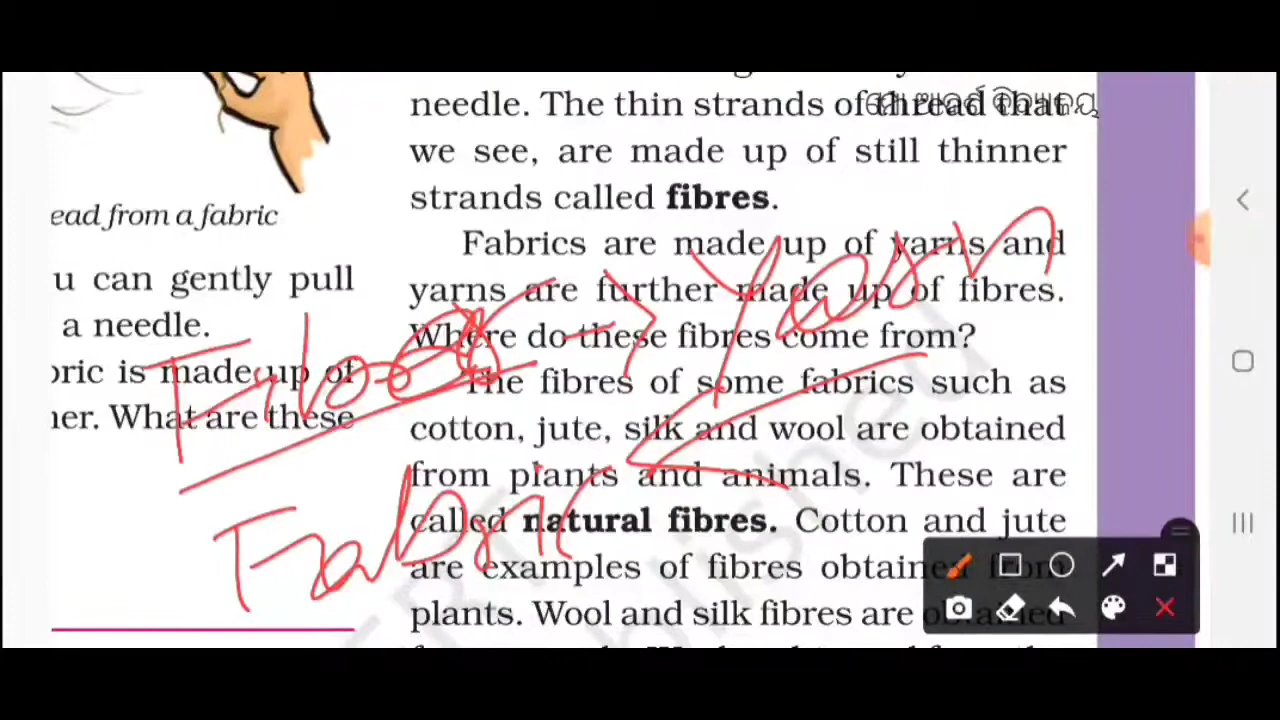 needle. The thin strands of thread that
we see, are made up of still thinner
strands called fibres.
Fabrics are made up of yarns and
yarns are further made up of fibres.
Where do these fibres come from?
The fibres of some fabrics such as
cotton, jute, silk and wool are obtained
from plants and animals. These are
called natural fibres. Cotton and jute
are examples of fibres obtained from
plants. Wool and silk fibres are obtained
ead from a fabric
u can gently pull
a needle.
bric is made up of
ner. What are these
Fiber → Yarn
Fabric